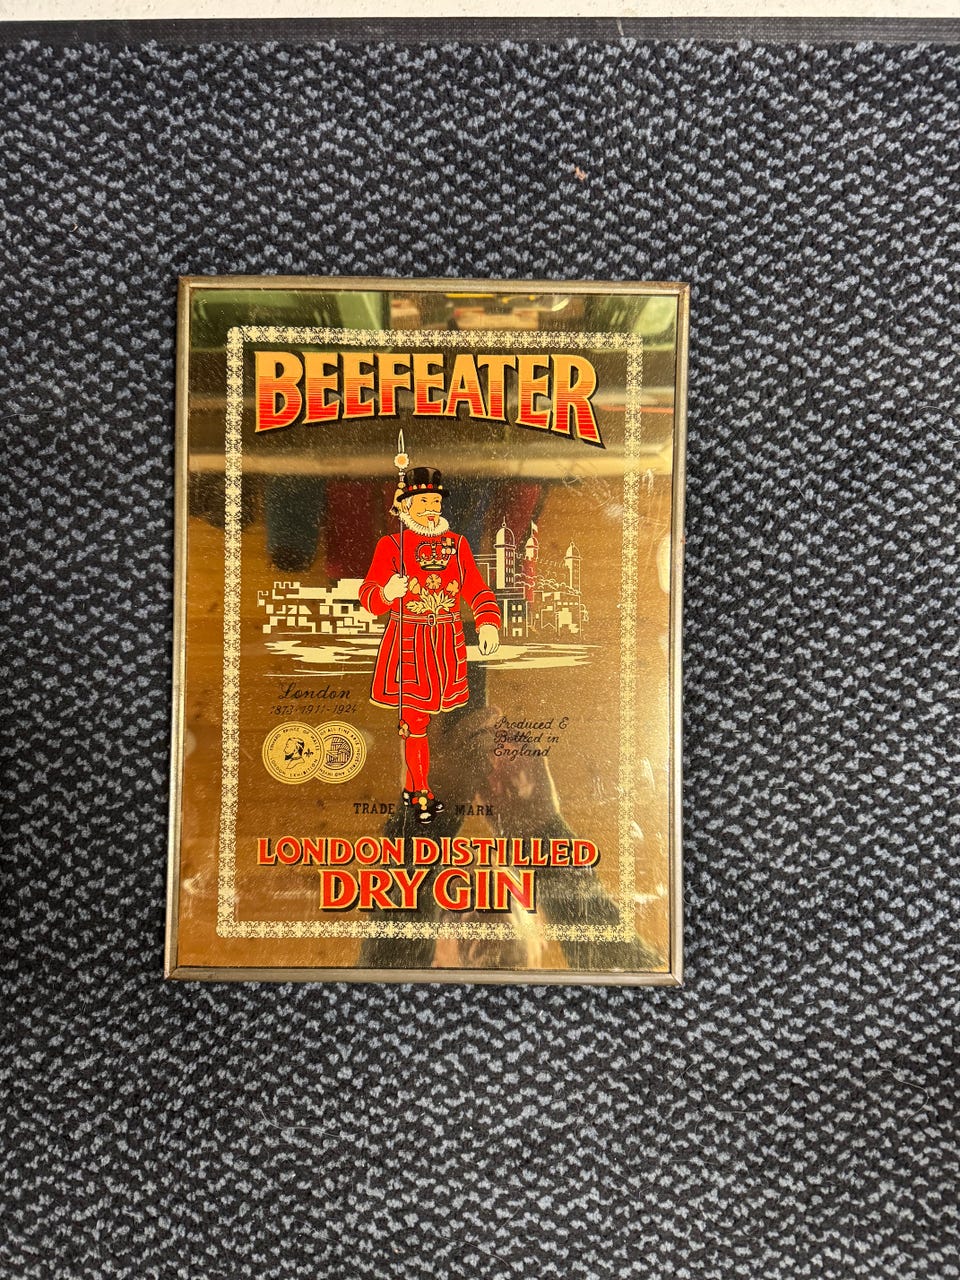 BEEFEATER
London
1873-1911-1924
Produced &
Bottled in
England
TRADE MARK
LONDON DISTILLED
DRY GIN